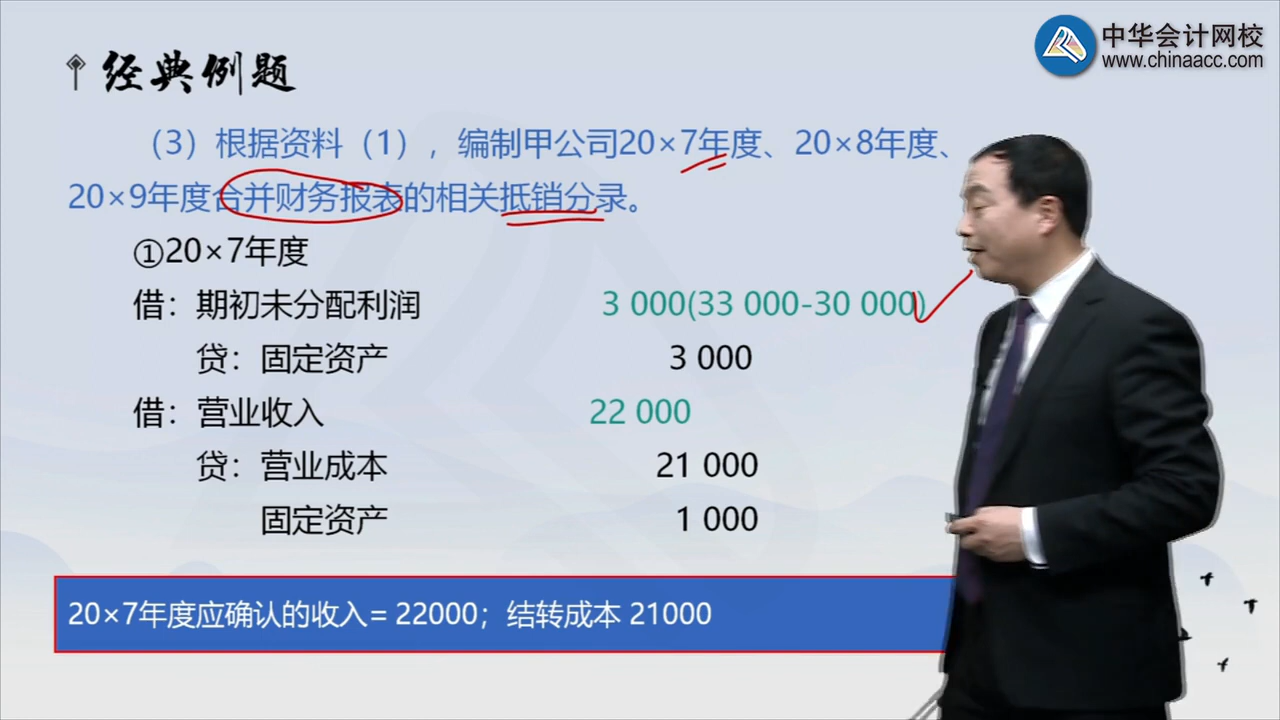 中华会计网校
www.chinaacc.com
经典例题
（3）根据资料（1），编制甲公司20×7年度、20×8年度、
20×9年度合并财务报表的相关抵销分录。
①20×7年度
借：期初未分配利润 3 000(33 000-30 000)
贷：固定资产 3 000
借：营业收入 22 000
贷：营业成本 21 000
固定资产 1 000
20×7年度应确认的收入= 22000；结转成本 21000